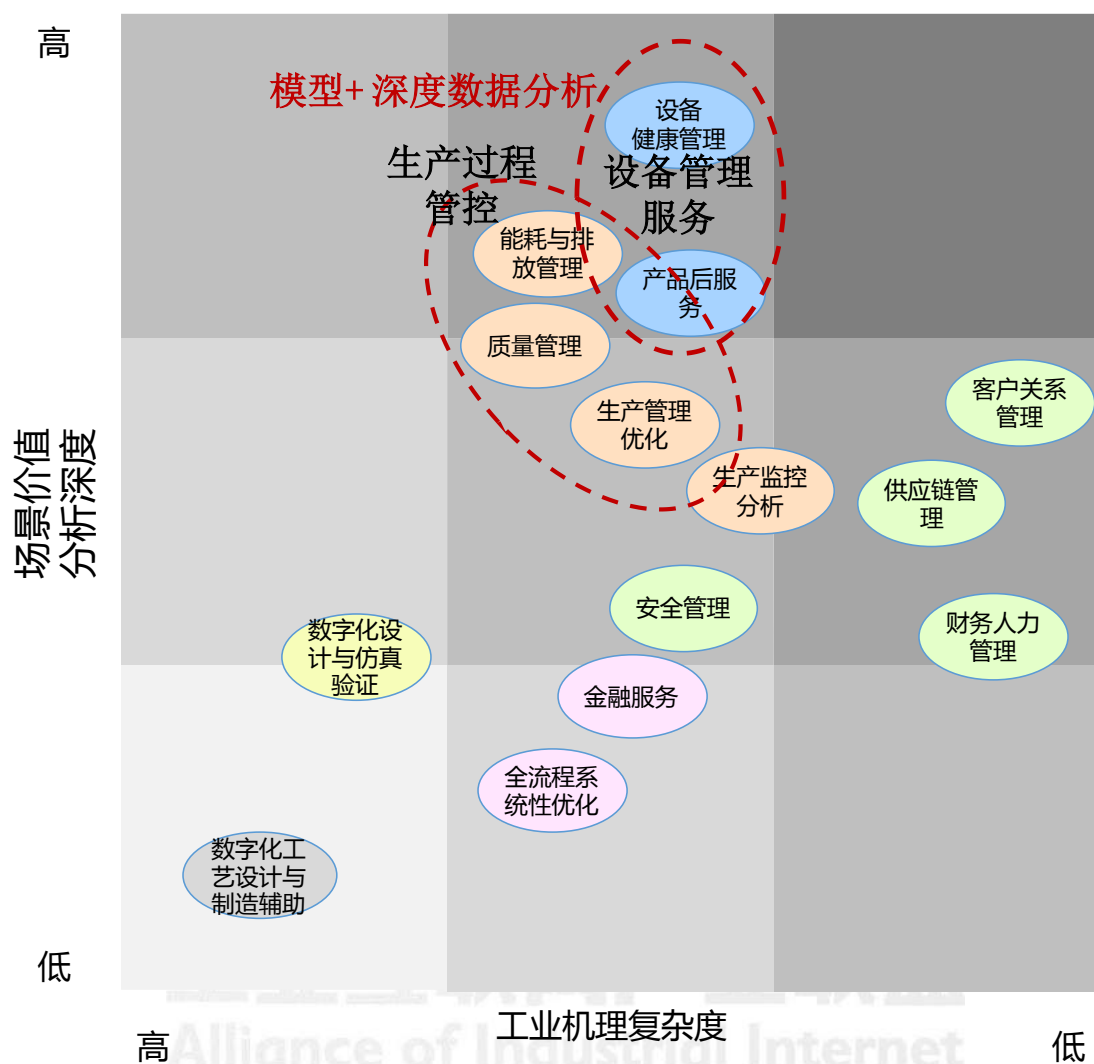 高
模型+ 深度数据分析
设备
健康管理
生产过程
管控
设备管理
服务
能耗与排
放管理
产品后服
务
质量管理
客户关系
管理
生产管理
优化
场景价值
分析深度
生产监控
分析
供应链管
理
安全管理
财务人力
管理
数字化设
计与仿真
验证
金融服务
全流程系
统性优化
数字化工
艺设计与
制造辅助
低
工业机理复杂度
高
低
Alliance of Industrial Internet